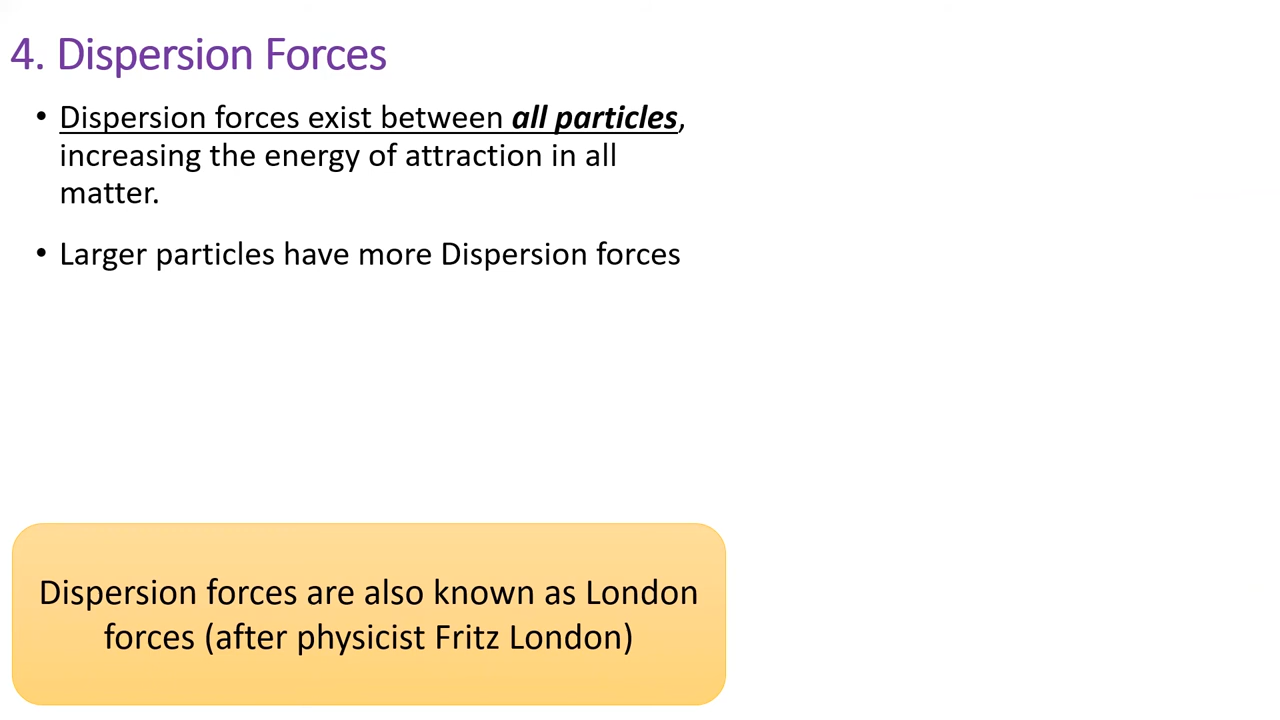 4. Dispersion Forces
• Dispersion forces exist between all particles,
increasing the energy of attraction in all
matter.
• Larger particles have more Dispersion forces
Dispersion forces are also known as London
forces (after physicist Fritz London)